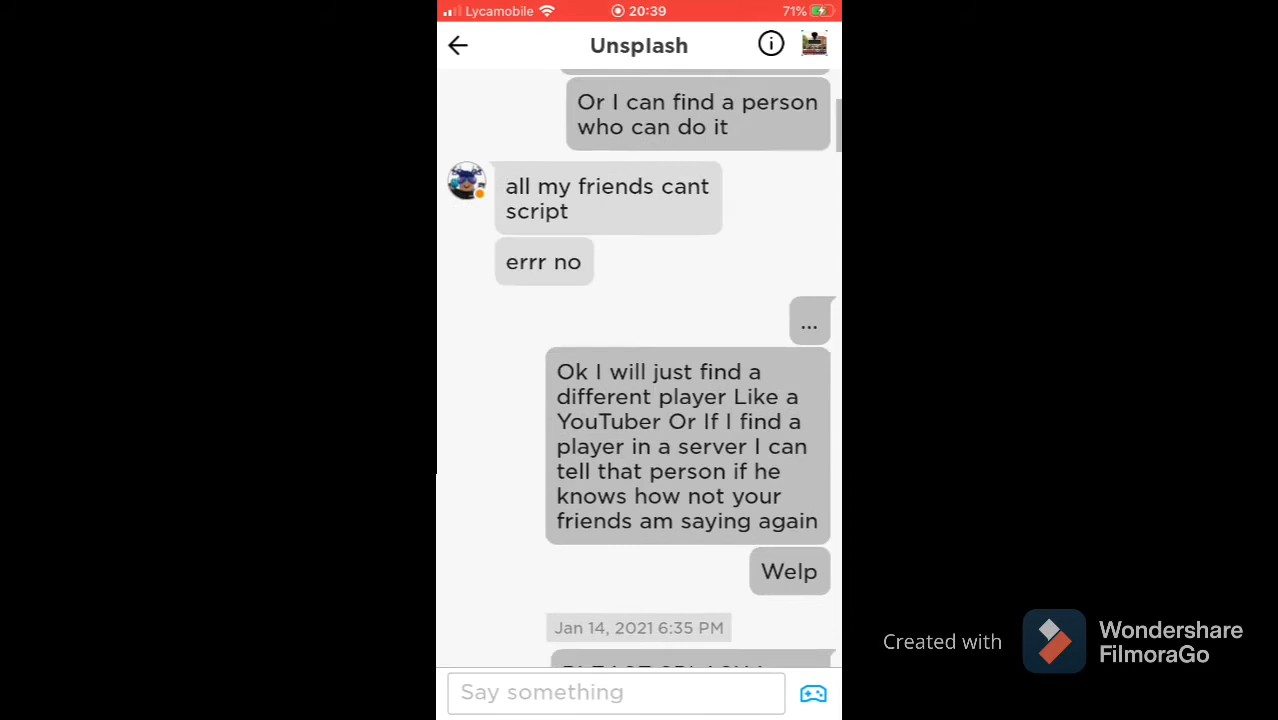 Lycamobile 20:39 71%
Unsplash
Or I can find a person
who can do it
all my friends cant
script
errr no
...
Ok I will just find a
different player Like a
YouTuber Or If I find a
player in a server I can
tell that person if he
knows how not your
friends am saying again
Welp
Jan 14, 2021 6:35 PM
Say something
Created with
Wondershare
FilmoraGo